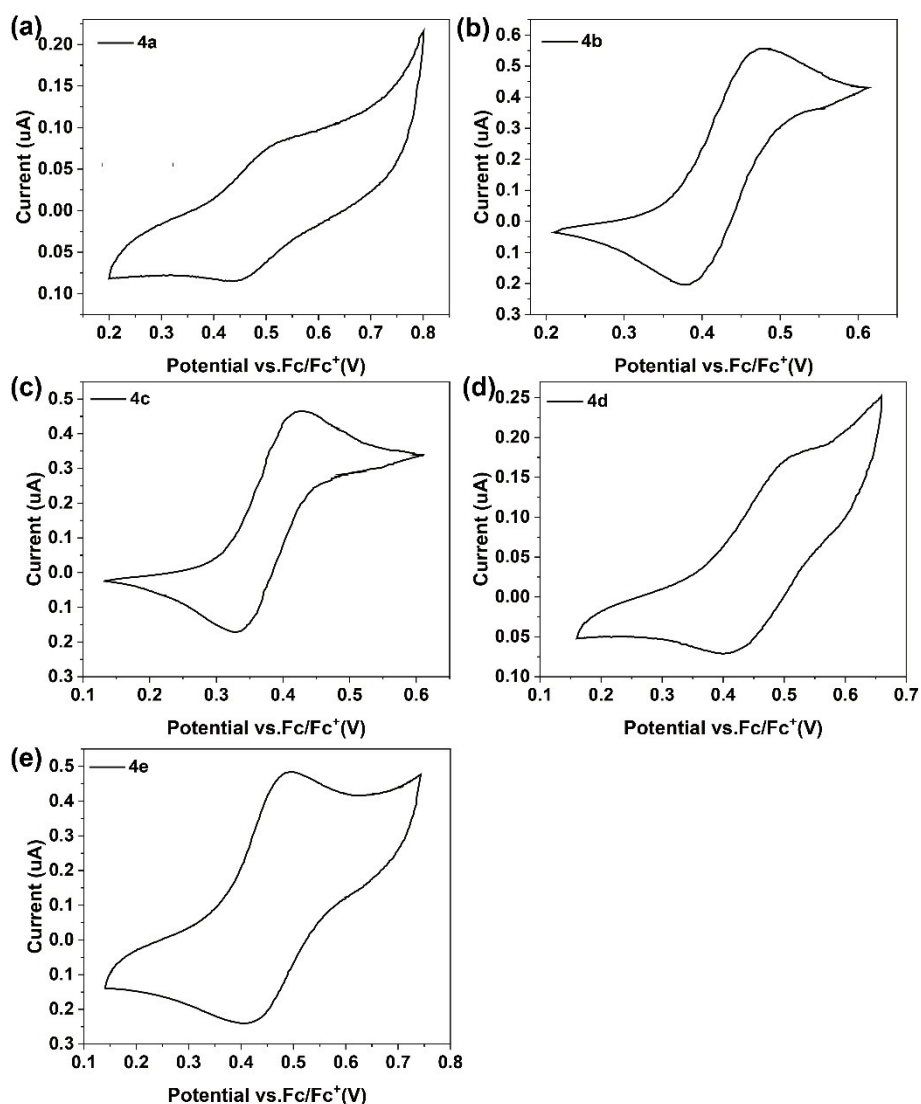 (a)
4a
0.20
0.15
0.10
0.05
0.00
0.05
0.10
Current (uA)
0.2 0.3 0.4 0.5 0.6 0.7 0.8
Potential vs.Fc/Fc⁺(V)
(b)
4b
0.6
0.5
0.4
0.3
0.2
0.1
0.0
0.1
0.2
0.3
Current (uA)
0.2 0.3 0.4 0.5 0.6
Potential vs.Fc/Fc⁺(V)
(c)
4c
0.5
0.4
0.3
0.2
0.1
0.0
0.1
0.2
0.3
Current (uA)
0.1 0.2 0.3 0.4 0.5 0.6
Potential vs.Fc/Fc⁺(V)
(d)
4d
0.25
0.20
0.15
0.10
0.05
0.00
0.05
0.10
Current (uA)
0.1 0.2 0.3 0.4 0.5 0.6 0.7
Potential vs.Fc/Fc⁺(V)
(e)
4e
0.5
0.4
0.3
0.2
0.1
0.0
0.1
0.2
0.3
Current (uA)
0.1 0.2 0.3 0.4 0.5 0.6 0.7 0.8
Potential vs.Fc/Fc⁺(V)